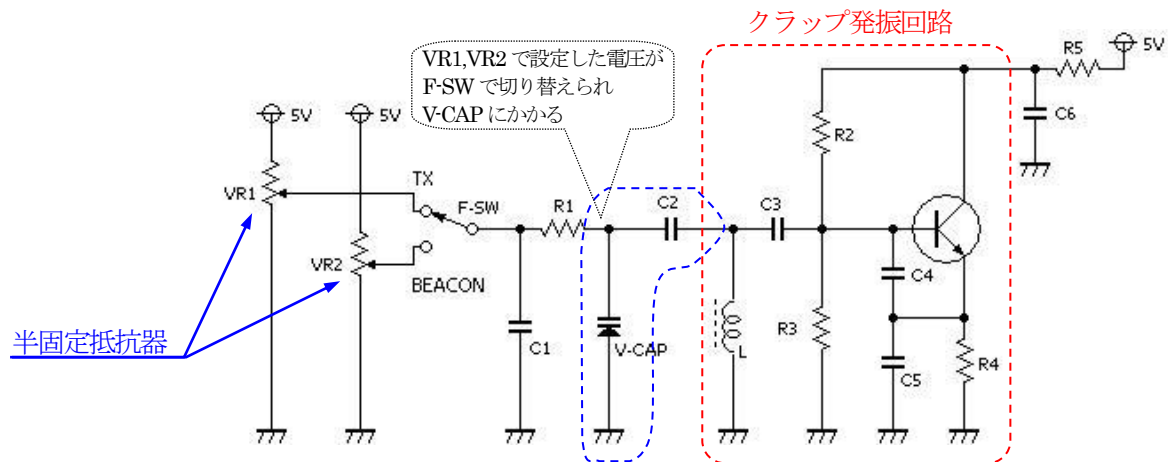 クラップ発振回路
VR1,VR2 で設定した電圧が
F-SW で切り替えられ
V-CAP にかかる
R5
5V
C6
5V
5V
R2
VR1
TX
F-SW
R1
C2
C3
VR2
BEACON
C4
半固定抵抗器
C1
V-CAP
L
R3
C5
R4